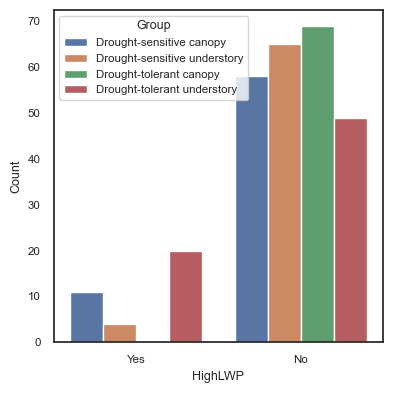 Group
Drought-sensitive canopy
Drought-sensitive understory
Drought-tolerant canopy
Drought-tolerant understory
70
60
50
40
30
20
10
0
Count
Yes
No
HighLWP